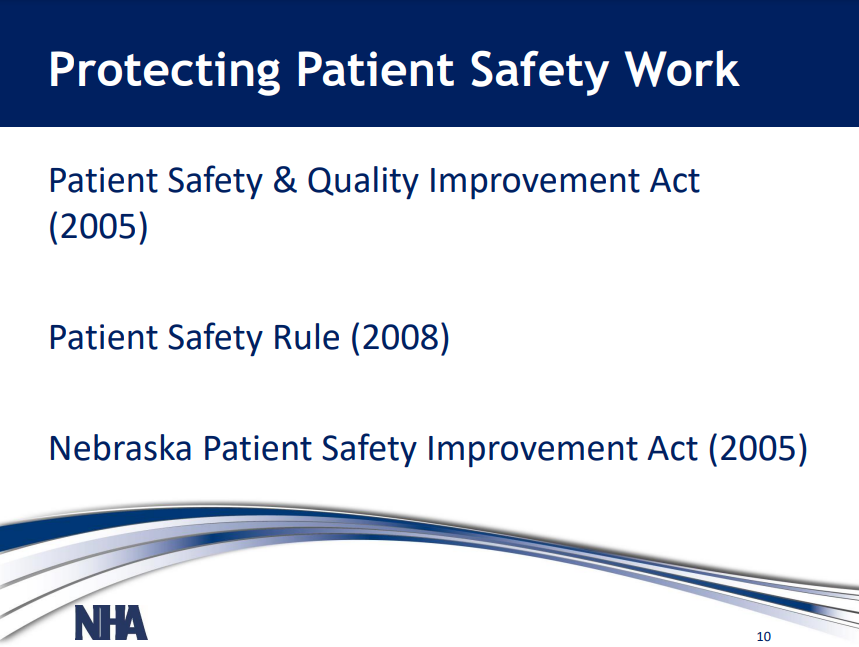 Protecting Patient Safety Work
Patient Safety & Quality Improvement Act
(2005)
Patient Safety Rule (2008)
Nebraska Patient Safety Improvement Act (2005)
NHA
10